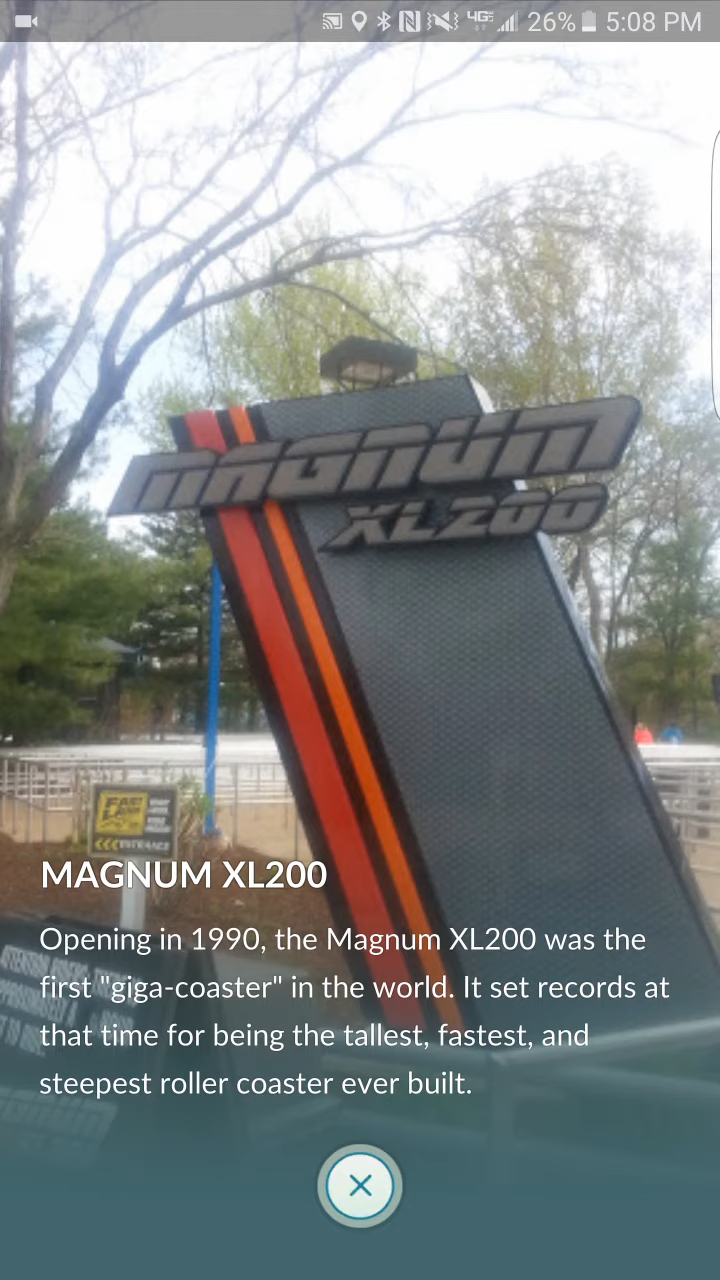 4G 26% 5:08 PM
MAGNUM
XL200
FAST
ENTRANCE
MAGNUM XL200
Opening in 1990, the Magnum XL200 was the
first "giga-coaster" in the world. It set records at
that time for being the tallest, fastest, and
steepest roller coaster ever built.